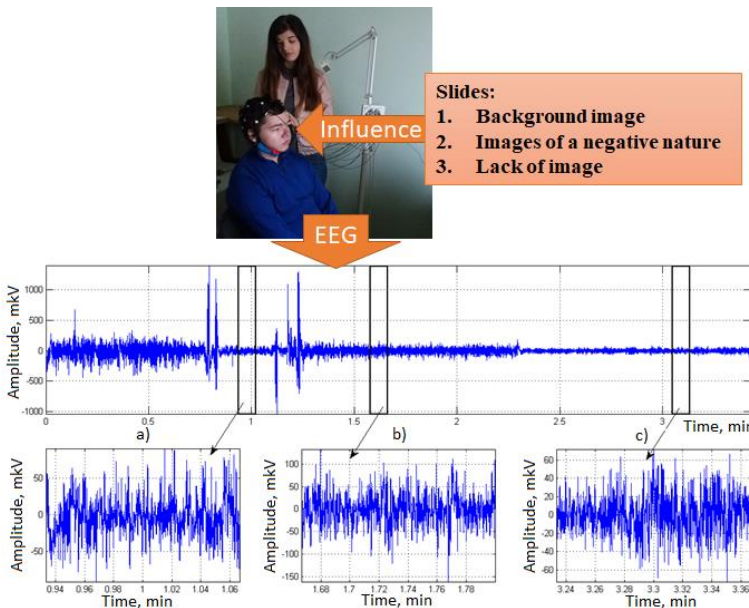 Slides:
1. Background image
2. Images of a negative nature
3. Lack of image
Influence
EEG
Amplitude, mkV
1000
500
0
-500
-1000
0 0.5 1 1.5 2 2.5 3 Time, min
a) b) c)
Amplitude, mkV
50
0
-50
0.94 0.96 0.98 1 1.02 1.04 1.06
Time, min
Amplitude, mkV
100
50
0
-50
-100
-150
1.68 1.7 1.72 1.74 1.76 1.78
Time, min
Amplitude, mkV
60
40
20
0
-20
-40
-60
3.24 3.26 3.28 3.3 3.32 3.34 3.36
Time, min